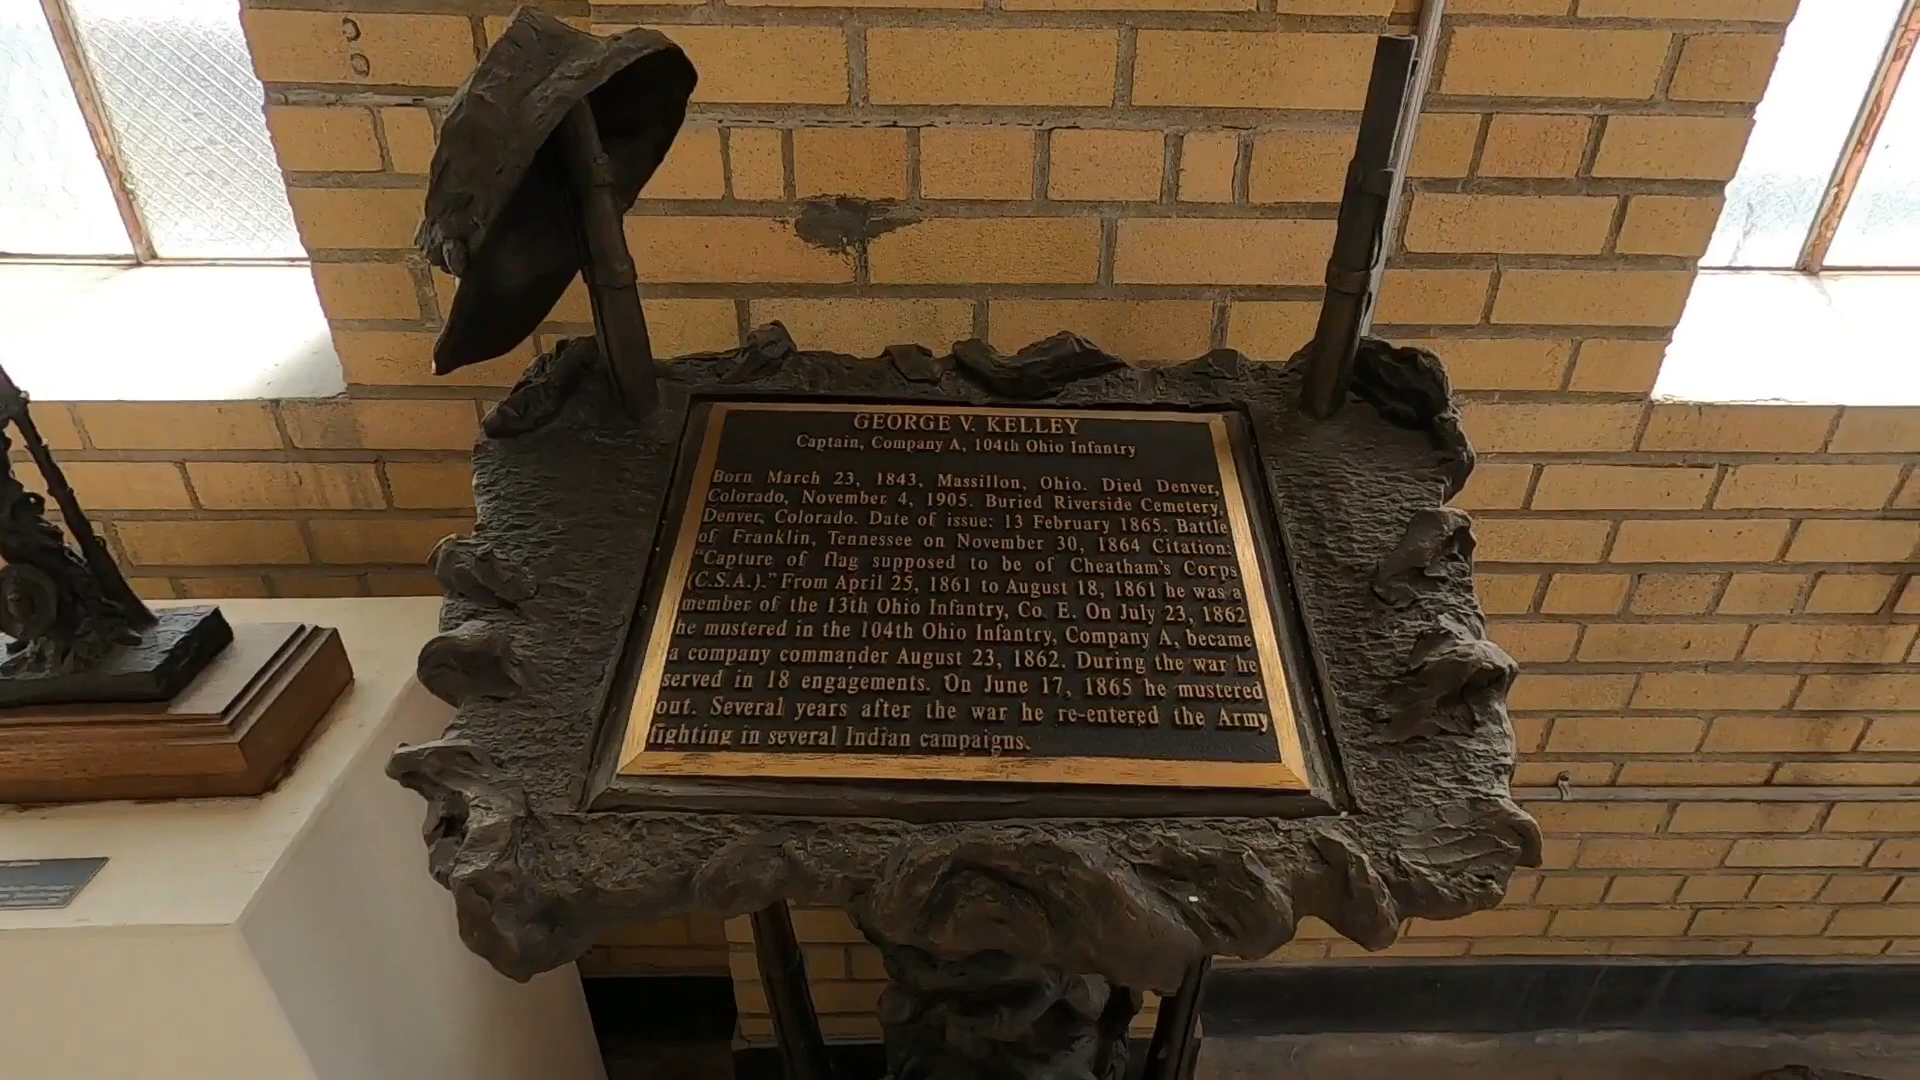 GEORGE V. KELLEY
Captain, Company A, 104th Ohio Infantry
Born March 23, 1843, Massillon, Ohio. Died Denver,
Colorado, November 4, 1905. Buried Riverside Cemetery,
Denver, Colorado. Date of issue: 13 February 1865. Battle
of Franklin, Tennessee on November 30, 1864 Citation:
"Capture of flag supposed to be of Cheatham's Corps
(C.S.A.)." From April 25, 1861 to August 18, 1861 he was a
member of the 13th Ohio Infantry, Co. E. On July 23, 1862
he mustered in the 104th Ohio Infantry, Company A, became
a company commander August 23, 1862. During the war he
served in 18 engagements. On June 17, 1865 he mustered
out. Several years after the war he re-entered the Army
fighting in several Indian campaigns.